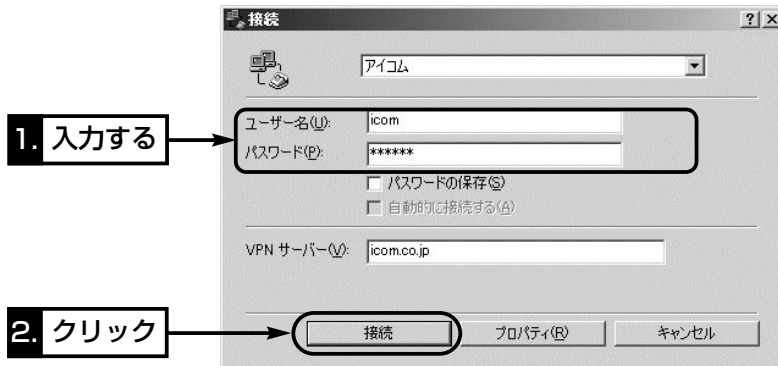 接続
アイコム
1. 入力する
ユーザー名(U): icom
パスワード(P): ******
パスワードの保存(S)
自動的に接続する(A)
VPN サーバー(V): icom.co.jp
2. クリック
接続 プロパティ(R) キャンセル